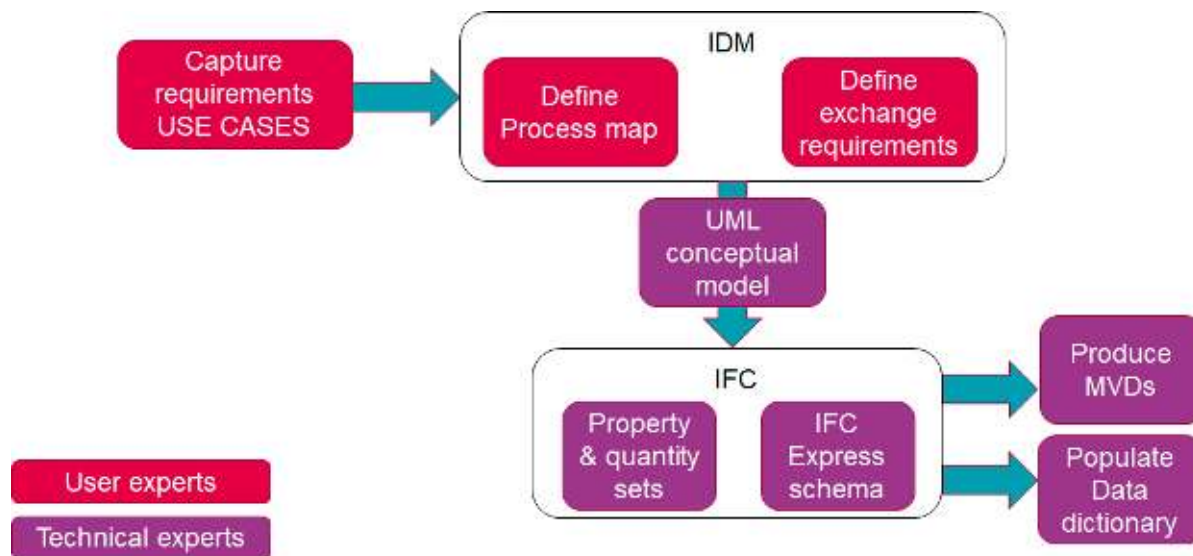 Capture
requirements
USE CASES
IDM
Define
Process map
Define
exchange
requirements
UML
conceptual
model
IFC
Property
& quantity
sets
IFC
Express
schema
Produce
MVDs
Populate
Data
dictionary
User experts
Technical experts